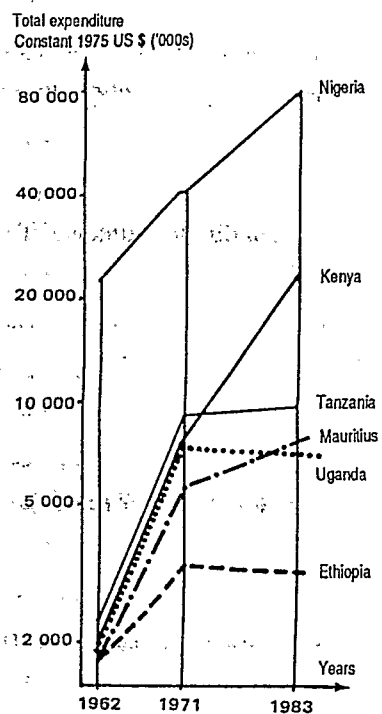 Total expenditure
Constant 1975 US $ ('000s)
80 000
Nigeria
40 000
Kenya
20 000
10 000
Tanzania
Mauritius
Uganda
5 000
Ethiopia
2 000
Years
1962 1971 1983